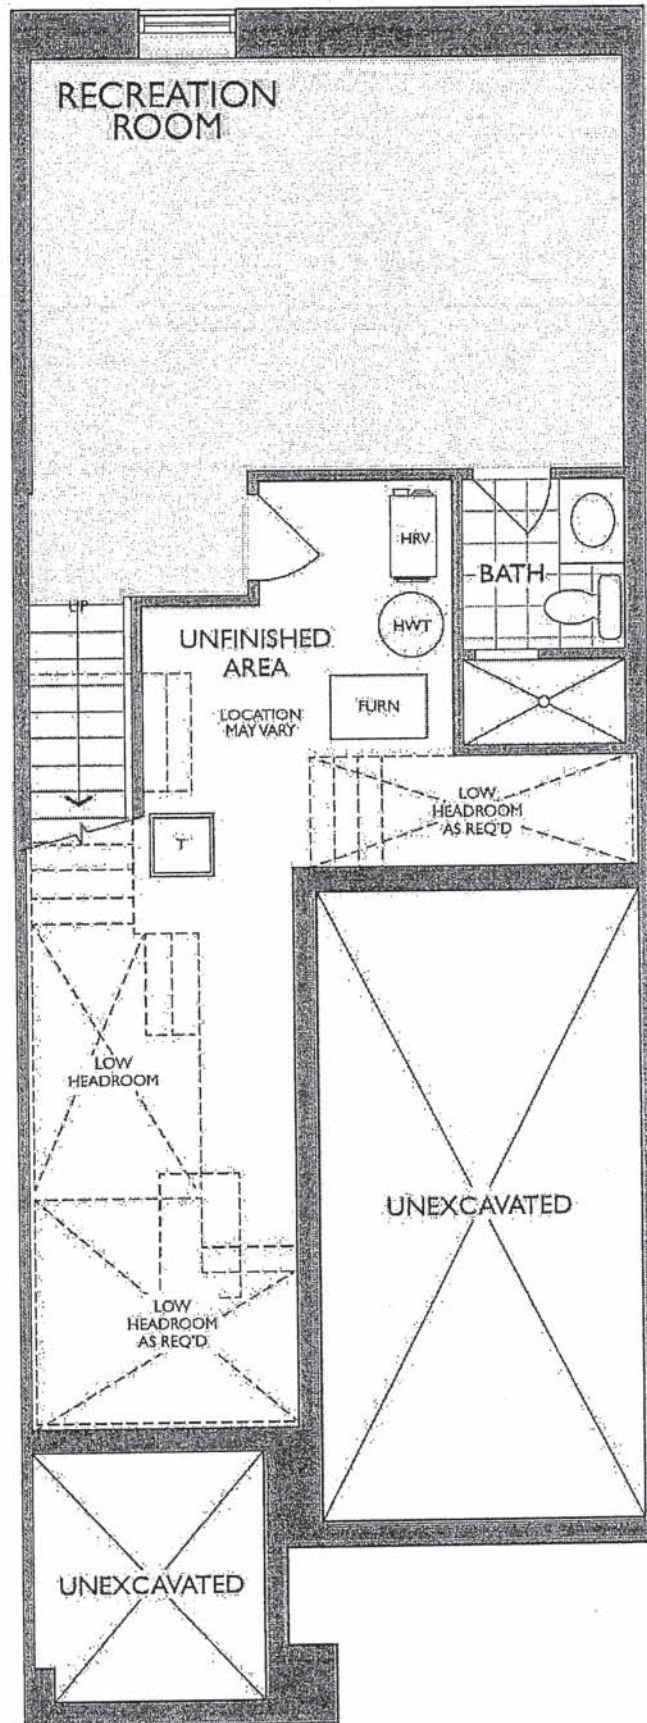 RECREATION
ROOM
HRV
BATH
UP
HWT
UNFINISHED
AREA
LOCATION
MAY VARY
FURN
LOW
HEADROOM
AS REQ'D
T
LOW
HEADROOM
UNEXCAVATED
LOW
HEADROOM
AS REQ'D
UNEXCAVATED